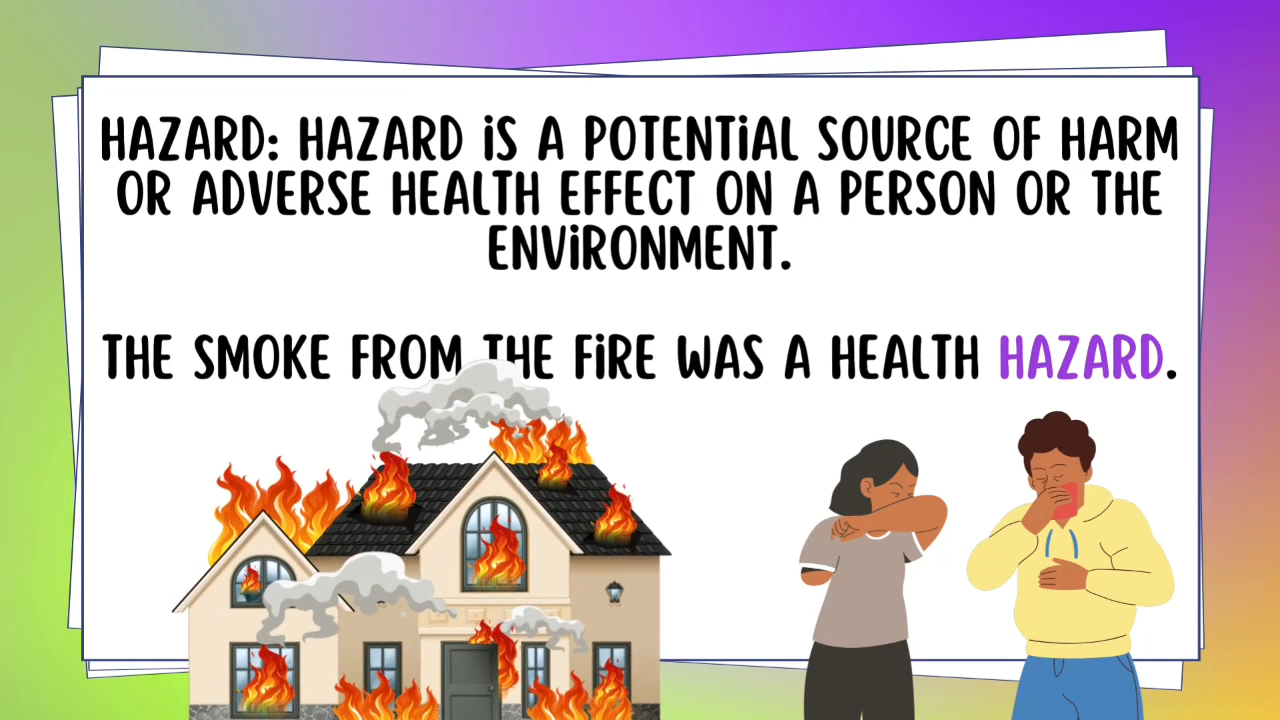 HAZARD: HAZARD iS A POTENTiAL SOURCE OF HARM
OR ADVERSE HEALTH EFFECT ON A PERSON OR THE
ENViRONMENT.
THE SMOKE FROM THE FiRE WAS A HEALTH HAZARD.